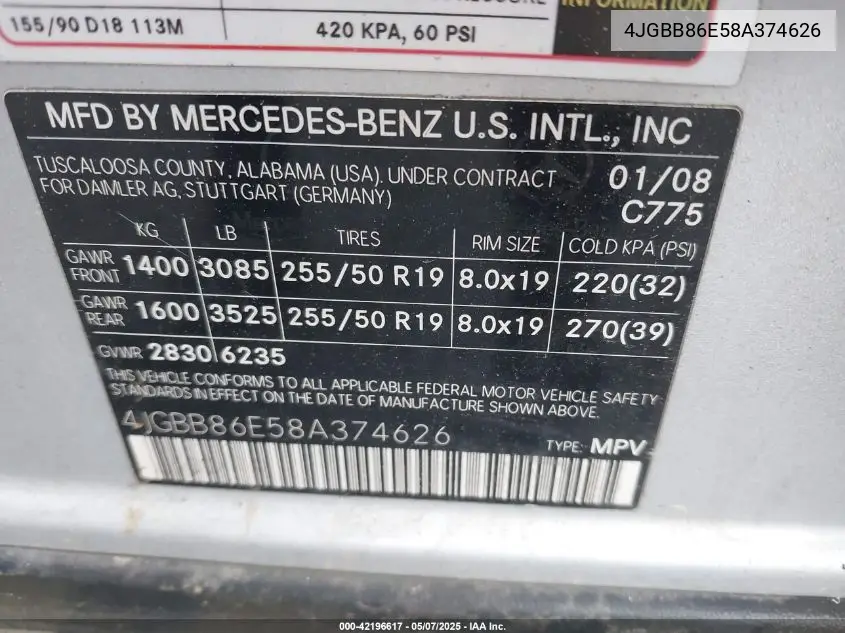 INFORMATION
155/90 D18 113M 420 KPA, 60 PSI
4JGBB86E58A374626
MFD BY MERCEDES-BENZ U.S. INTL., INC
TUSCALOOSA COUNTY, ALABAMA (USA). UNDER CONTRACT 01/08
FOR DAIMLER AG, STUTTGART (GERMANY) C775
KG LB TIRES RIM SIZE COLD KPA (PSI)
GAWR FRONT 1400 3085 255/50 R19 8.0x19 220(32)
GAWR REAR 1600 3525 255/50 R19 8.0x19 270(39)
GVWR 2830 6235
THIS VEHICLE CONFORMS TO ALL APPLICABLE FEDERAL MOTOR VEHICLE SAFETY
STANDARDS IN EFFECT ON THE DATE OF MANUFACTURE SHOWN ABOVE.
4JGBB86E58A374626 TYPE: MPV
000-42196617 - 05/07/2025 - IAA Inc.